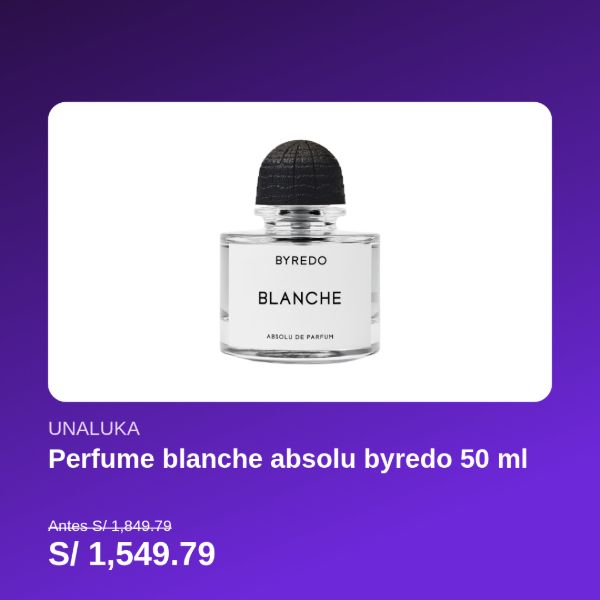 BYREDO
BLANCHE
ABSOLU DE PARFUM
UNALUKA
Perfume blanche absolu byredo 50 ml
Antes S/ 1,849.79
S/ 1,549.79